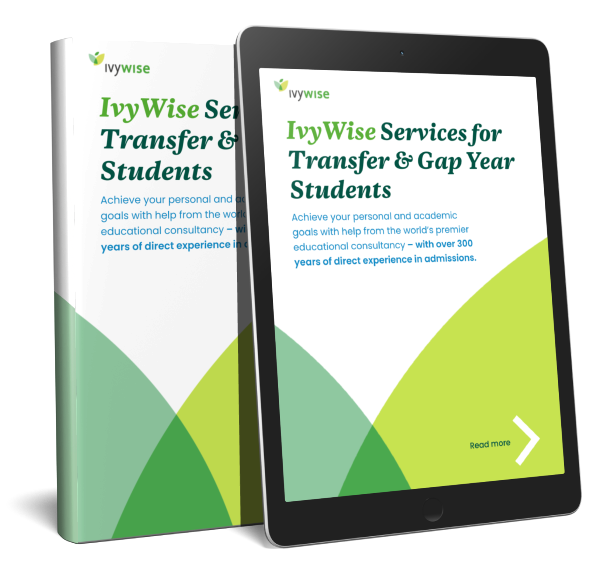 ivywise
IvyWise Ser
Transfer &
Students
Achieve your personal and ac
goals with help from the world
educational consultancy – wi
years of direct experience in
ivywise
IvyWise Services for
Transfer & Gap Year
Students
Achieve your personal and academic
goals with help from the world's premier
educational consultancy – with over 300
years of direct experience in admissions.
Read more